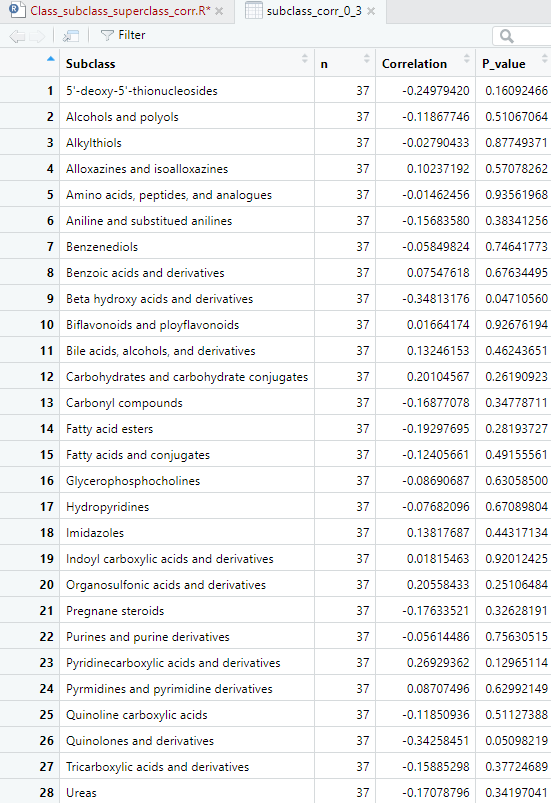 Class_subclass_superclass_corr.R* subclass_corr_0_3
Filter
Subclass n Correlation P_value
1 5'-deoxy-5'-thionucleosides 37 -0.24979420 0.16092466
2 Alcohols and polyols 37 -0.11867746 0.51067064
3 Alkylthiols 37 -0.02790433 0.87749371
4 Alloxazines and isoalloxazines 37 0.10237192 0.57078262
5 Amino acids, peptides, and analogues 37 -0.01462456 0.93561968
6 Aniline and substitued anilines 37 -0.15683580 0.38341256
7 Benzenediols 37 -0.05849824 0.74641773
8 Benzoic acids and derivatives 37 0.07547618 0.67634495
9 Beta hydroxy acids and derivatives 37 -0.34813176 0.04710560
10 Biflavonoids and ployflavonoids 37 0.01664174 0.92676194
11 Bile acids, alcohols, and derivatives 37 0.13246153 0.46243651
12 Carbohydrates and carbohydrate conjugates 37 0.20104567 0.26190923
13 Carbonyl compounds 37 -0.16877078 0.34778711
14 Fatty acid esters 37 -0.19297695 0.28193727
15 Fatty acids and conjugates 37 -0.12405661 0.49155561
16 Glycerophosphocholines 37 -0.08690687 0.63058500
17 Hydropyridines 37 -0.07682096 0.67089804
18 Imidazoles 37 0.13817687 0.44317134
19 Indoyl carboxylic acids and derivatives 37 0.01815463 0.92012425
20 Organosulfonic acids and derivatives 37 0.20558433 0.25106484
21 Pregnane steroids 37 -0.17633521 0.32628191
22 Purines and purine derivatives 37 -0.05614486 0.75630515
23 Pyridinecarboxylic acids and derivatives 37 0.26929362 0.12965114
24 Pyrmidines and pyrimidine derivatives 37 0.08707496 0.62992149
25 Quinoline carboxylic acids 37 -0.11850936 0.51127388
26 Quinolones and derivatives 37 -0.34258451 0.05098219
27 Tricarboxylic acids and derivatives 37 -0.15885298 0.37724689
28 Ureas 37 -0.17078796 0.34197041